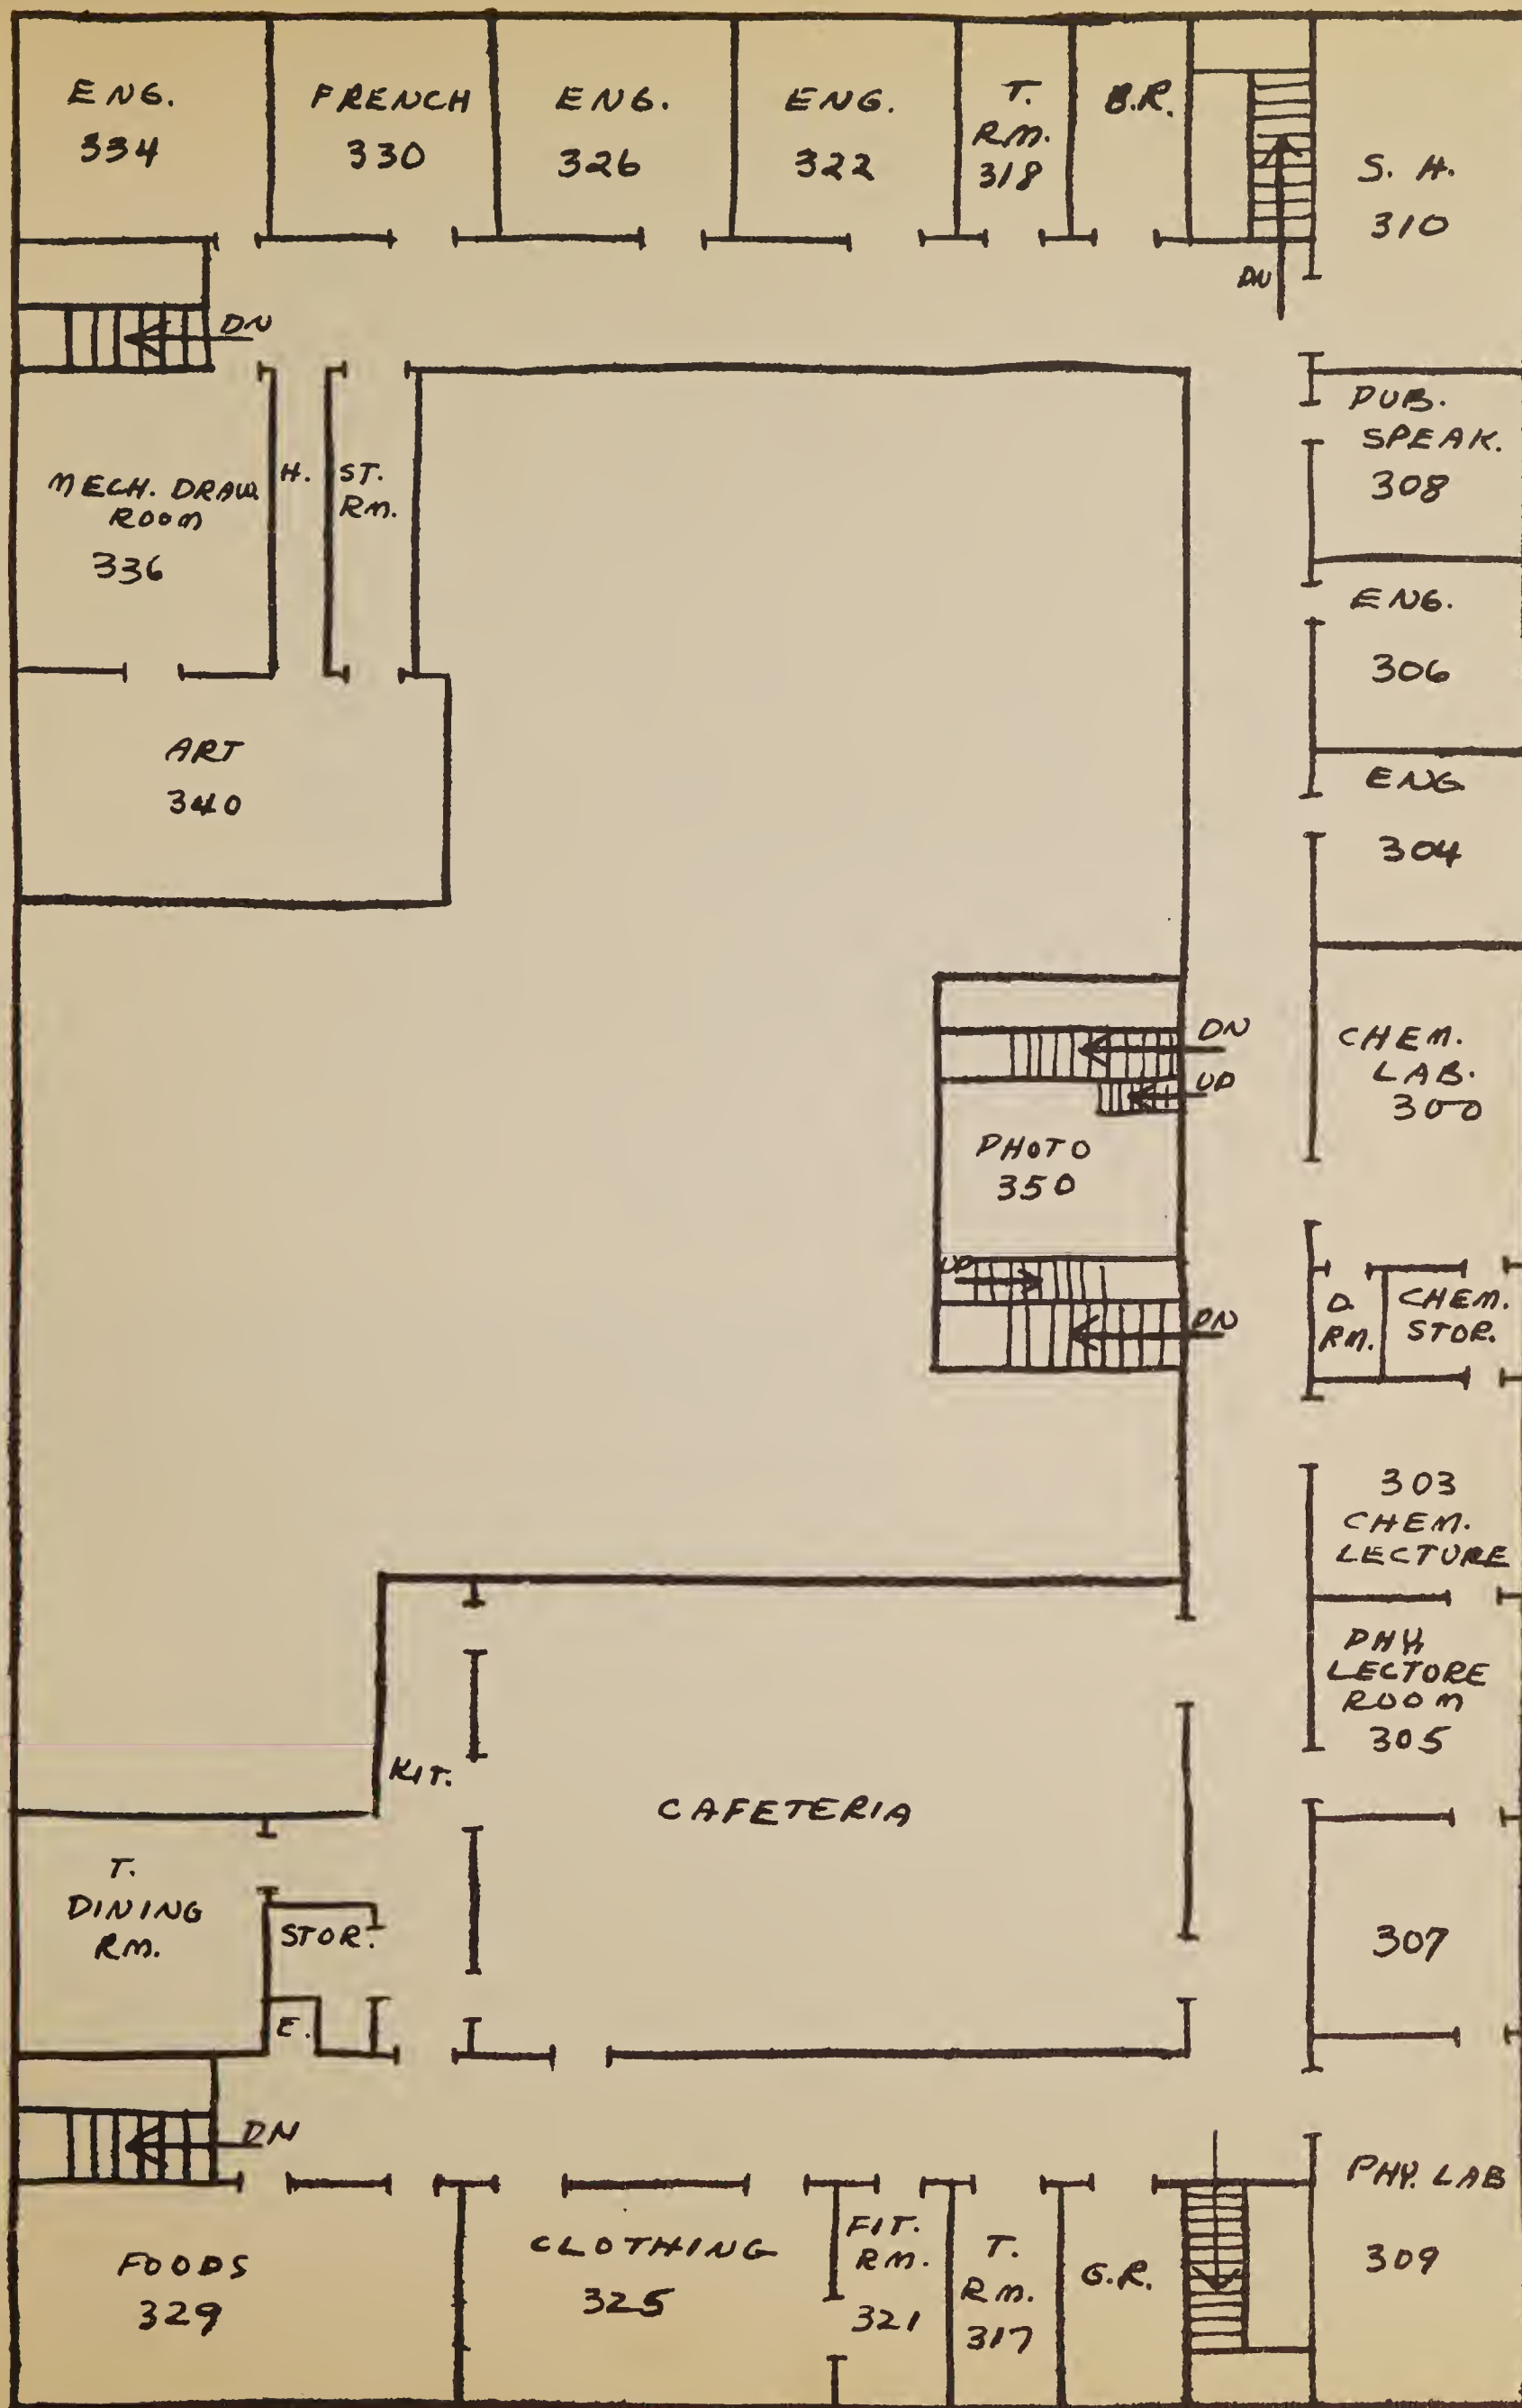 ENG.
334
FRENCH
330
ENG.
326
ENG.
322
T.
RM.
318
B.R.
S. H.
310
DN
DN
PUB.
SPEAK.
308
MECH. DRAW.
ROOM
336
H.
ST.
RM.
ENG.
306
ART
340
ENG
304
CHEM.
LAB.
300
DN
UP
PHOTO
350
UP
DN
D.
RM.
CHEM.
STOR.
303
CHEM.
LECTURE
PHY.
LECTORE
ROOM
305
KIT.
CAFETERIA
T.
DINING
RM.
STOR.
E.
307
DN
PHY. LAB
309
FOODS
329
CLOTHING
325
FIT.
RM.
321
T.
RM.
317
G.R.